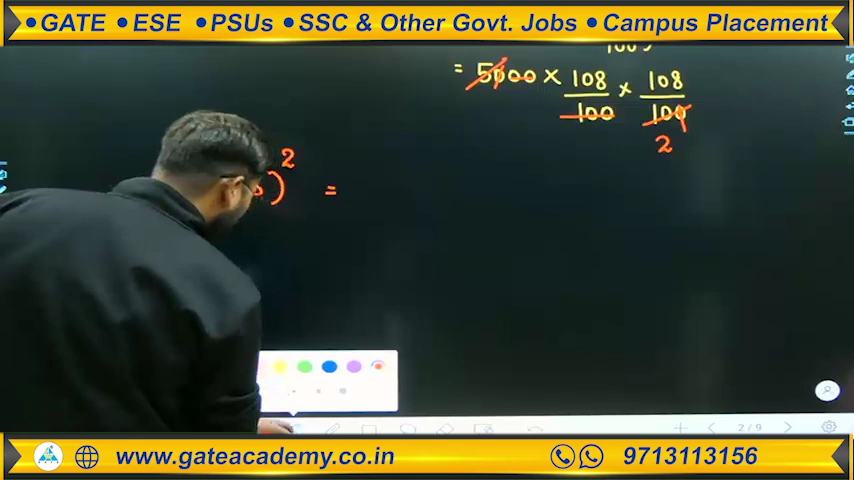 •GATE •ESE •PSUs •SSC & Other Govt. Jobs •Campus Placement
= 5000 × 108/100 × 108/100
2
)² =
2/9
www.gateacademy.co.in
9713113156